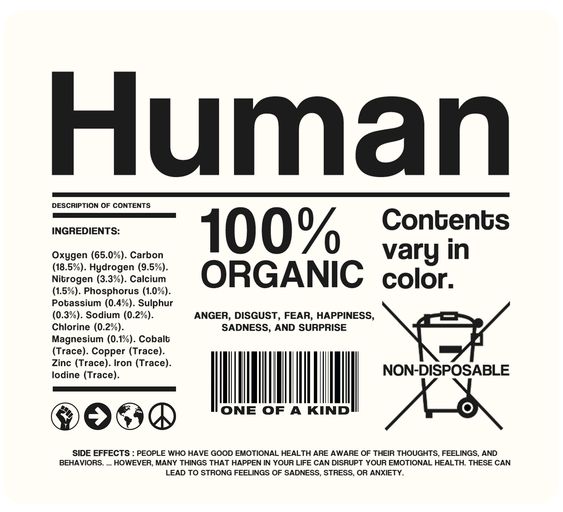 Human
DESCRIPTION OF CONTENTS
INGREDIENTS:
Oxygen (65.0%). Carbon
(18.5%). Hydrogen (9.5%).
Nitrogen (3.3%). Calcium
(1.5%). Phosphorus (1.0%).
Potassium (0.4%). Sulphur
(0.3%). Sodium (0.2%).
Chlorine (0.2%).
Magnesium (0.1%). Cobalt
(Trace). Copper (Trace).
Zinc (Trace). Iron (Trace).
Iodine (Trace).
100%
ORGANIC
ANGER, DISGUST, FEAR, HAPPINESS,
SADNESS, AND SURPRISE
ONE OF A KIND
Contents
vary in
color.
NON-DISPOSABLE
SIDE EFFECTS : PEOPLE WHO HAVE GOOD EMOTIONAL HEALTH ARE AWARE OF THEIR THOUGHTS, FEELINGS, AND
BEHAVIORS. ... HOWEVER, MANY THINGS THAT HAPPEN IN YOUR LIFE CAN DISRUPT YOUR EMOTIONAL HEALTH. THESE CAN
LEAD TO STRONG FEELINGS OF SADNESS, STRESS, OR ANXIETY.